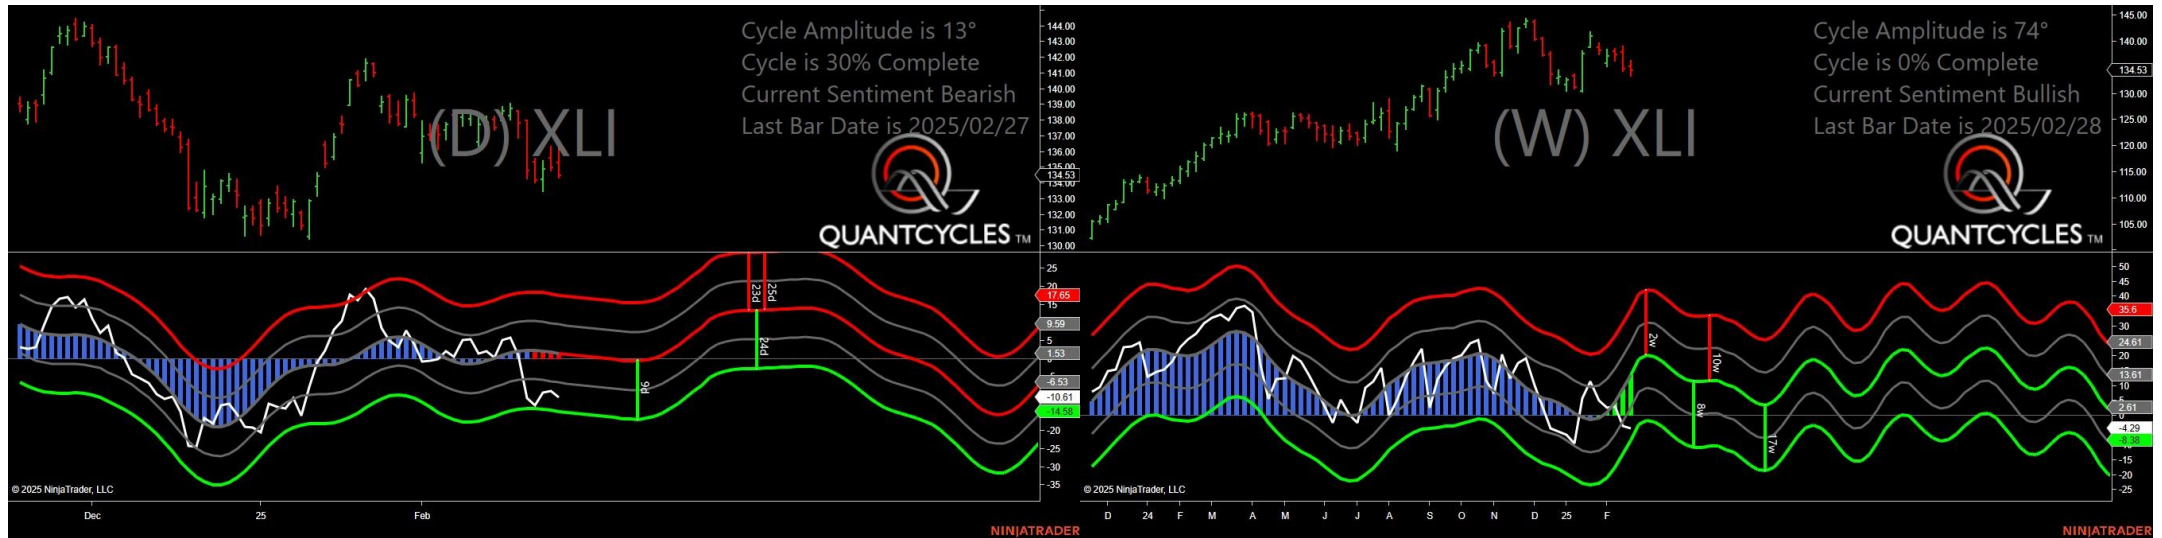 Cycle Amplitude is 13°
Cycle is 30% Complete
Current Sentiment Bearish
Last Bar Date is 2025/02/27
(D) XLI
QUANTCYCLES TM
144.00
143.00
142.00
141.00
140.00
139.00
138.00
137.00
136.00
135.00
134.53
134.00
133.00
132.00
131.00
130.00
23d
25d
24d
9d
25
17.65
15
9.59
5
1.53
-6.53
-10.61
-14.58
-20
-25
-30
-35
© 2025 NinjaTrader, LLC
Dec
25
Feb
NINJATRADER
Cycle Amplitude is 74°
Cycle is 0% Complete
Current Sentiment Bullish
Last Bar Date is 2025/02/28
(W) XLI
QUANTCYCLES TM
145.00
140.00
134.53
130.00
125.00
120.00
115.00
110.00
105.00
2w
10w
8w
17w
50
45
40
35.6
30
24.61
20
13.61
10
5
2.61
-4.29
-8.38
-15
-20
-25
© 2025 NinjaTrader, LLC
D
24
F
M
A
M
J
J
A
S
O
N
D
25
F
NINJATRADER